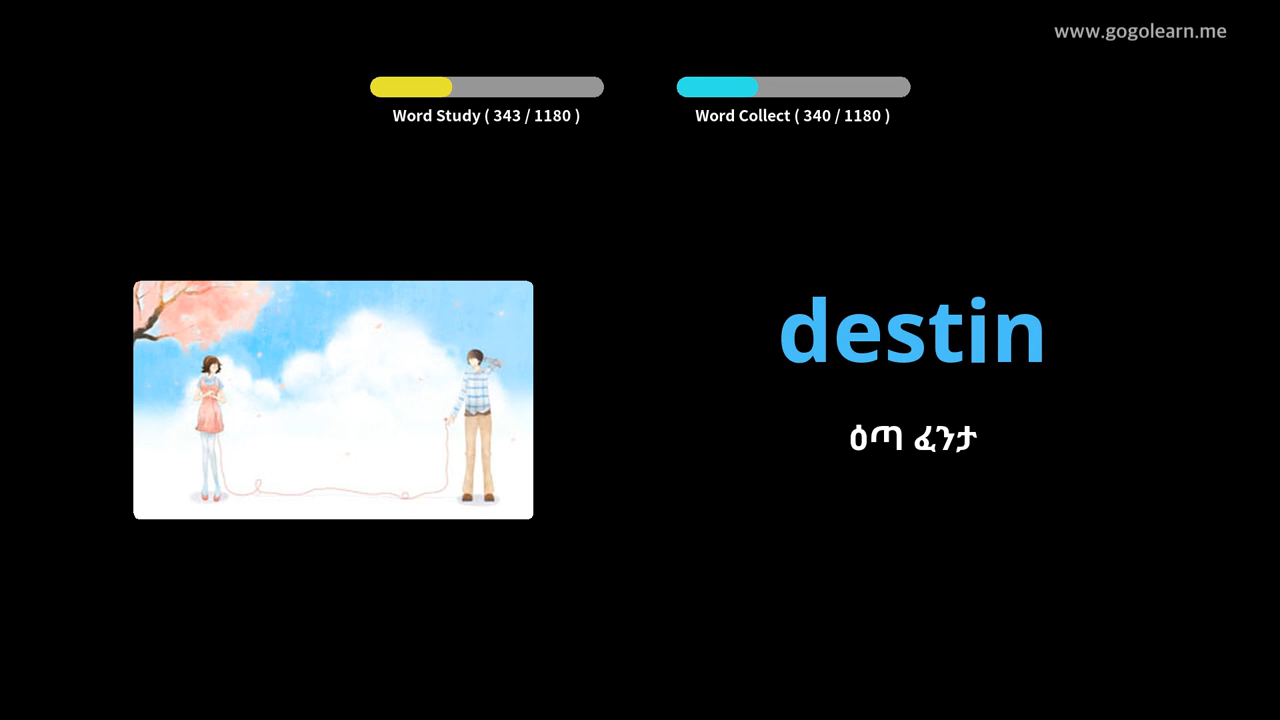 www.gogolearn.me
Word Study ( 343 / 1180 )
Word Collect ( 340 / 1180 )
destin
ዕጣ ፈንታ